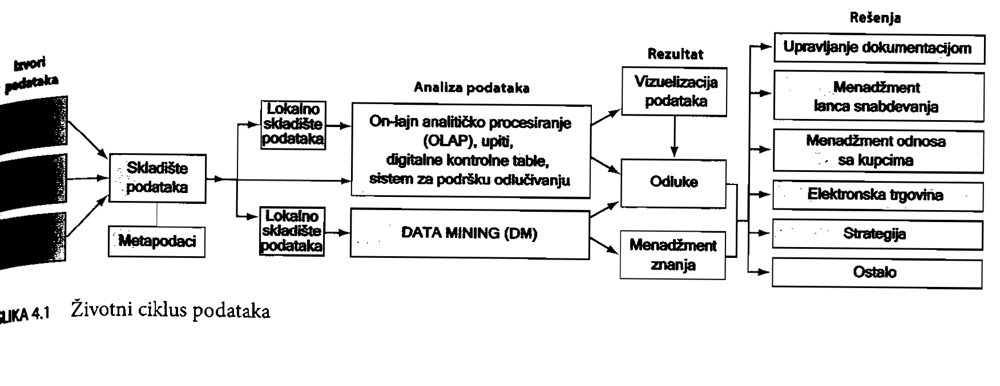 Izvori
podataka
Skladište
podataka
Metapodaci
Lokalno
skladište
podataka
Lokalno
skladište
podataka
Analiza podataka
On-lajn analitičko procesiranje
(OLAP), upiti,
digitalne kontrolne table,
sistem za podršku odlučivanju
DATA MINING (DM)
Rezultat
Vizuelizacija
podataka
Odluke
Menadžment
znanja
Rešenja
Upravljanje dokumentacijom
Menadžment
lanca snabdevanja
Menadžment odnosa
sa kupcima
Elektronska trgovina
Strategija
Ostalo
SLIKA 4.1 Životni ciklus podataka